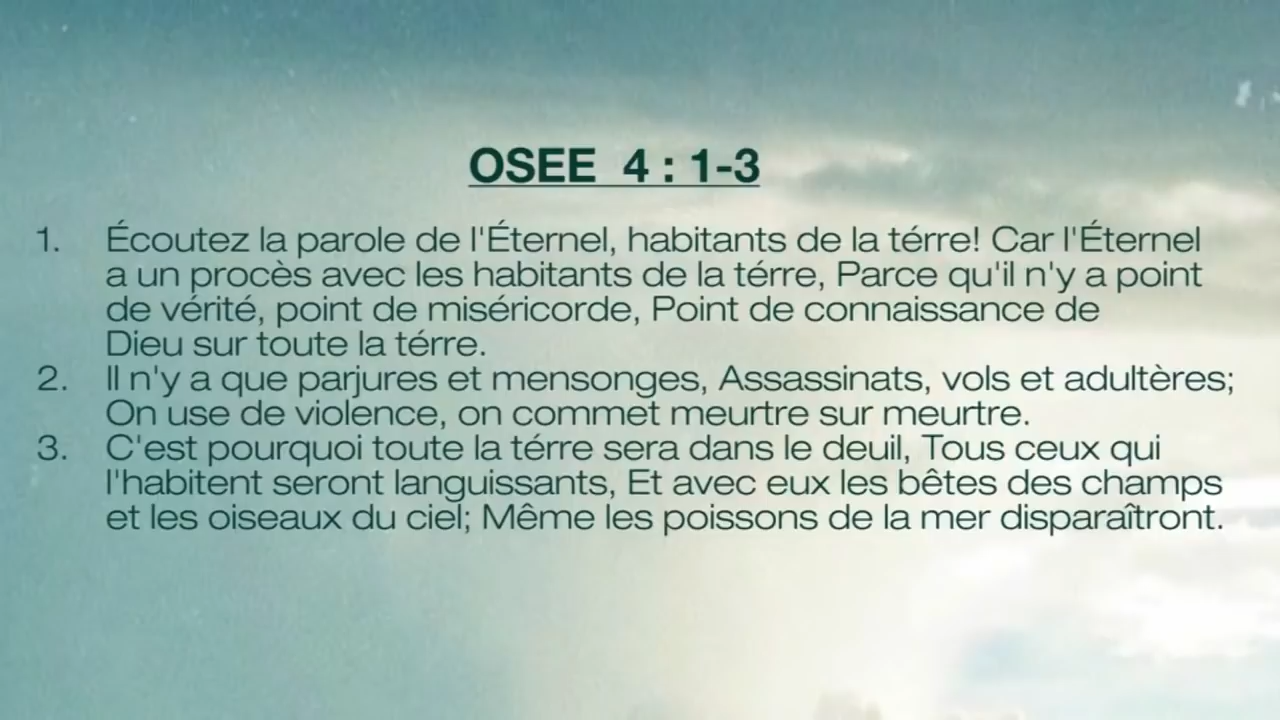 OSEE 4 : 1-3
1. Écoutez la parole de l'Éternel, habitants de la térre! Car l'Éternel
a un procès avec les habitants de la térre, Parce qu'il n'y a point
de vérité, point de miséricorde, Point de connaissance de
Dieu sur toute la térre.
2. Il n'y a que parjures et mensonges, Assassinats, vols et adultères;
On use de violence, on commet meurtre sur meurtre.
3. C'est pourquoi toute la térre sera dans le deuil, Tous ceux qui
l'habitent seront languissants, Et avec eux les bêtes des champs
et les oiseaux du ciel; Même les poissons de la mer disparaîtront.